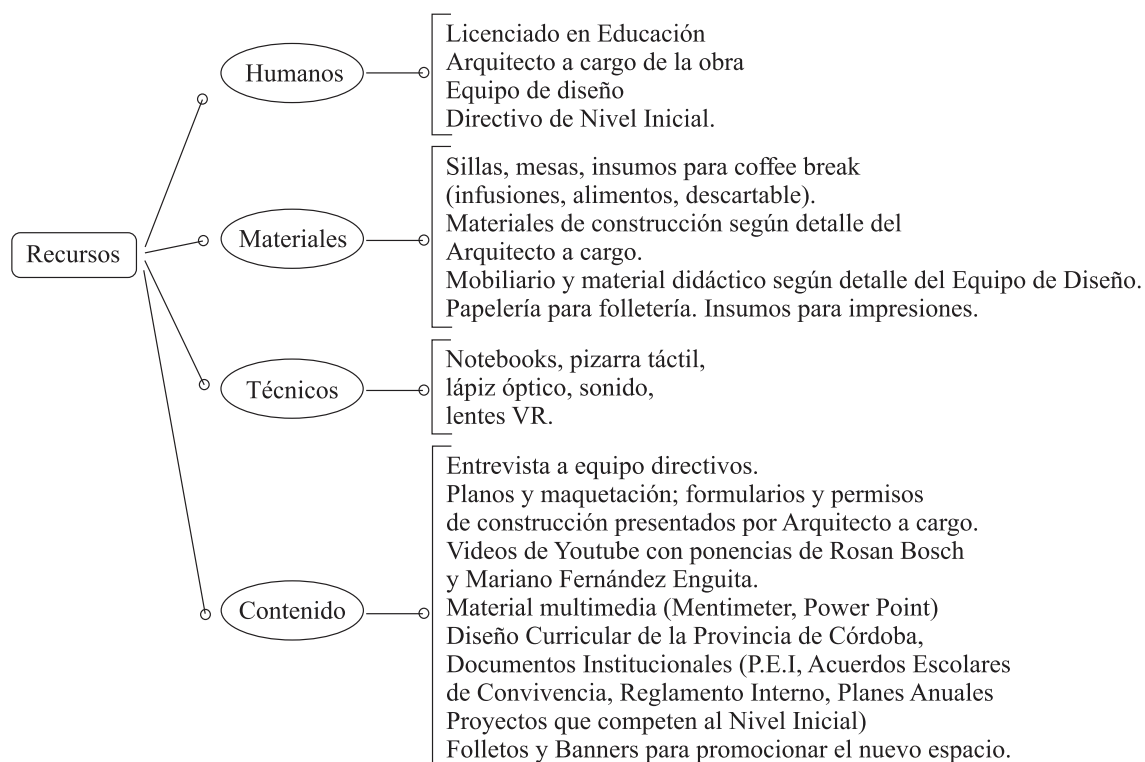 Recursos
Humanos
Licenciado en Educación
Arquitecto a cargo de la obra
Equipo de diseño
Directivo de Nivel Inicial.
Materiales
Sillas, mesas, insumos para coffee break
(infusiones, alimentos, descartable).
Materiales de construcción según detalle del
Arquitecto a cargo.
Mobiliario y material didáctico según detalle del Equipo de Diseño.
Papelería para folletería. Insumos para impresiones.
Técnicos
Notebooks, pizarra táctil,
lápiz óptico, sonido,
lentes VR.
Contenido
Entrevista a equipo directivos.
Planos y maquetación; formularios y permisos
de construcción presentados por Arquitecto a cargo.
Videos de Youtube con ponencias de Rosan Bosch
y Mariano Fernández Enguita.
Material multimedia (Mentimeter, Power Point)
Diseño Curricular de la Provincia de Córdoba,
Documentos Institucionales (P.E.I, Acuerdos Escolares
de Convivencia, Reglamento Interno, Planes Anuales
Proyectos que competen al Nivel Inicial)
Folletos y Banners para promocionar el nuevo espacio.